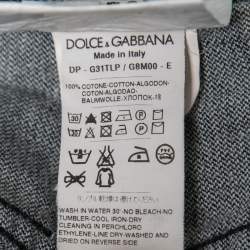 DOLCE & GABBANA
Made in Italy
DP - G31TLP / G8M00 - E
100% COTONE-COTTON-ALGODON-
COTON-ALGODAO-
BAUMWOLLE-ХЛОПОК
30
WASH IN WATER 30°-NO BLEACH-NO
TUMBLER-COOL IRON-DRY
CLEANING IN PERCHLORO
ETHYLENE-LINE DRY-WASHED AND
DRIED ON REVERSE SIDE